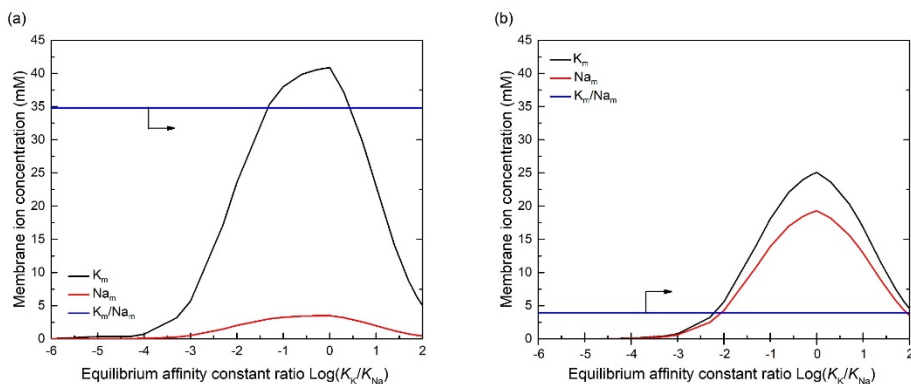 (a)
Membrane ion concentration (mM)
45
40
35
30
25
20
15
10
5
0
K_m
Na_m
K_m/Na_m
-6 -5 -4 -3 -2 -1 0 1 2
Equilibrium affinity constant ratio Log(K_K/K_Na)
(b)
Membrane ion concentration (mM)
45
40
35
30
25
20
15
10
5
0
K_m
Na_m
K_m/Na_m
-6 -5 -4 -3 -2 -1 0 1 2
Equilibrium affinity constant ratio Log(K_K/K_Na)